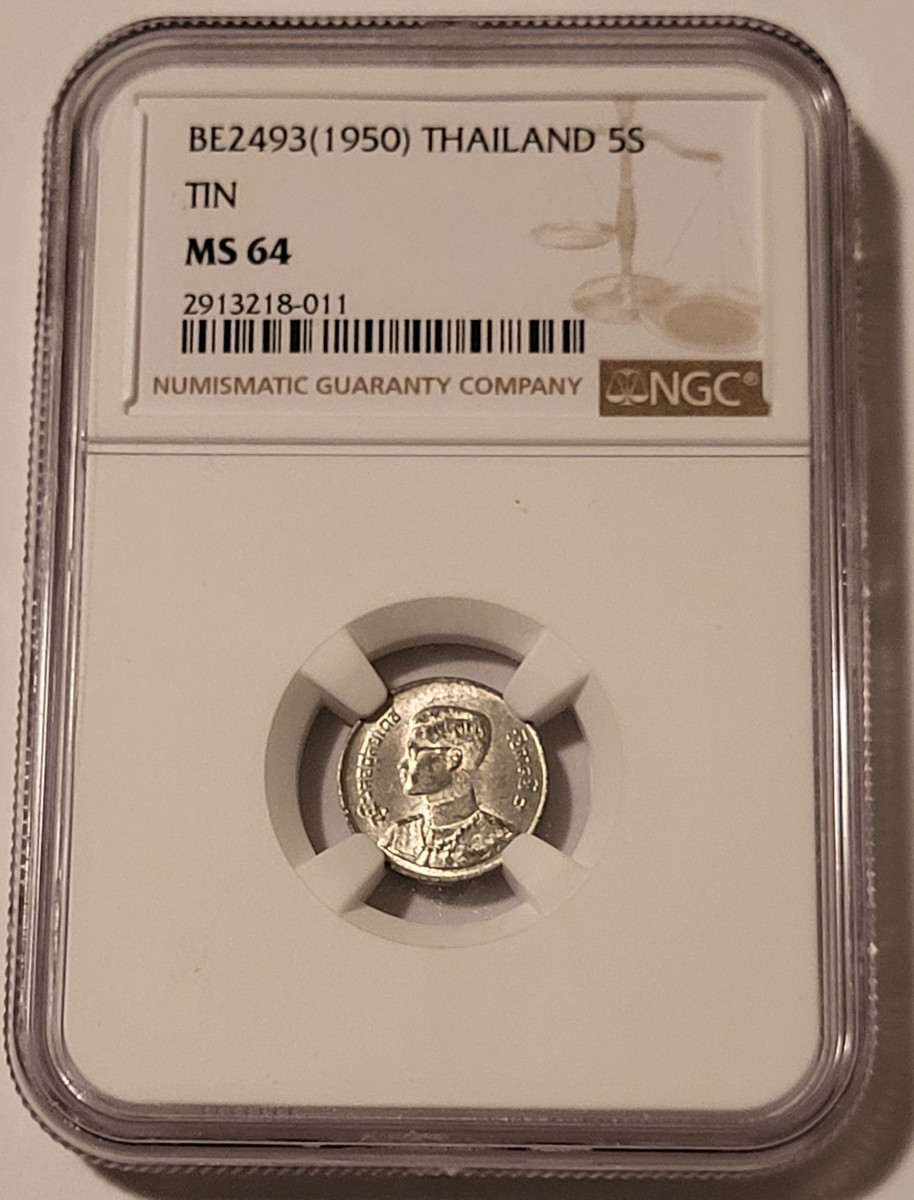 BE2493(1950) THAILAND 5S
TIN
MS 64
2913218-011
NUMISMATIC GUARANTY COMPANY
NGC®